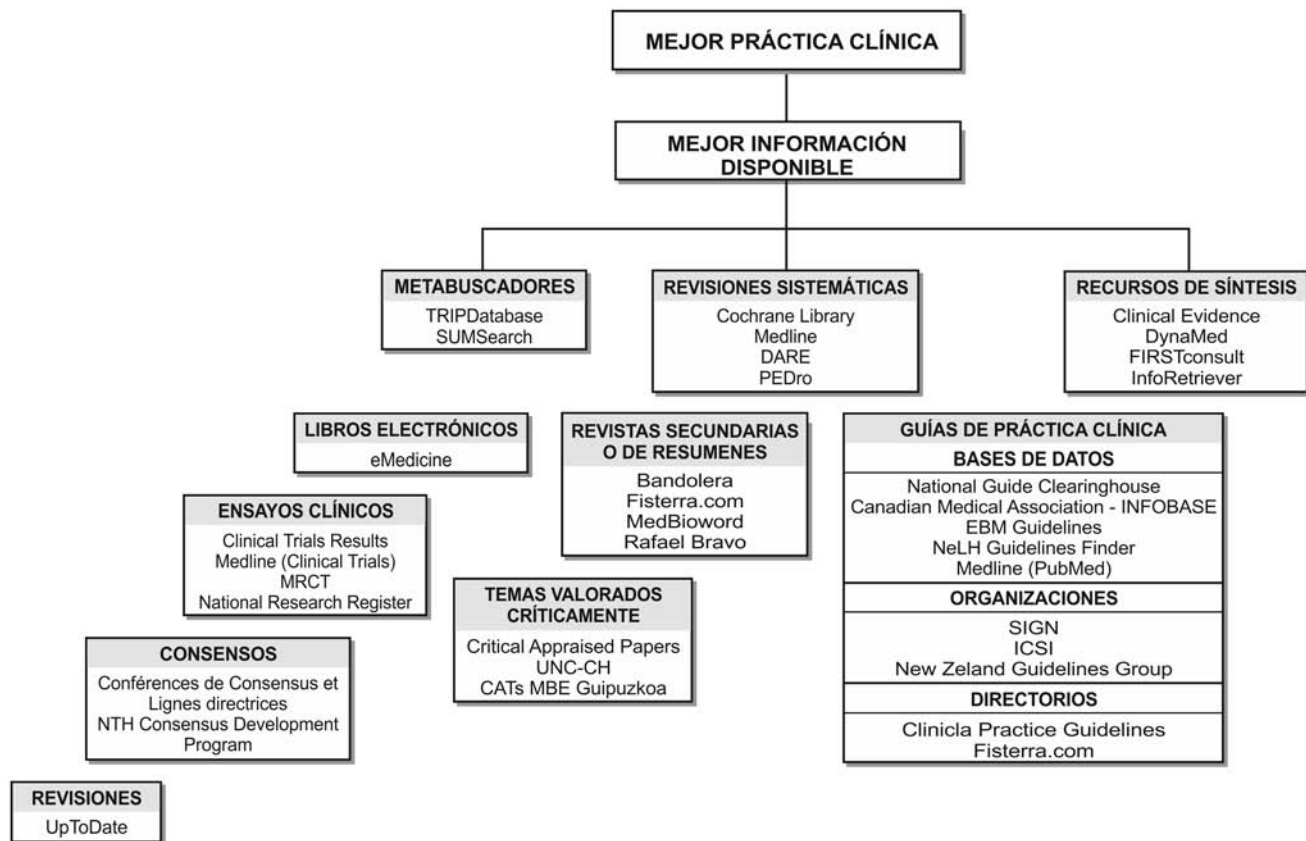 MEJOR PRÁCTICA CLÍNICA
MEJOR INFORMACIÓN
DISPONIBLE
METABUSCADORES
TRIPDatabase
SUMSearch
REVISIONES SISTEMÁTICAS
Cochrane Library
Medline
DARE
PEDro
RECURSOS DE SÍNTESIS
Clinical Evidence
DynaMed
FIRSTconsult
InfoRetriever
LIBROS ELECTRÓNICOS
eMedicine
REVISTAS SECUNDARIAS
O DE RESUMENES
Bandolera
Fisterra.com
MedBioword
Rafael Bravo
GUÍAS DE PRÁCTICA CLÍNICA
BASES DE DATOS
National Guide Clearinghouse
Canadian Medical Association - INFOBASE
EBM Guidelines
NeLH Guidelines Finder
Medline (PubMed)
ORGANIZACIONES
SIGN
ICSI
New Zeland Guidelines Group
DIRECTORIOS
Clinicla Practice Guidelines
Fisterra.com
ENSAYOS CLÍNICOS
Clinical Trials Results
Medline (Clinical Trials)
MRCT
National Research Register
TEMAS VALORADOS
CRÍTICAMENTE
Critical Appraised Papers
UNC-CH
CATs MBE Guipuzkoa
CONSENSOS
Conférences de Consensus et
Lignes directrices
NTH Consensus Development
Program
REVISIONES
UpToDate